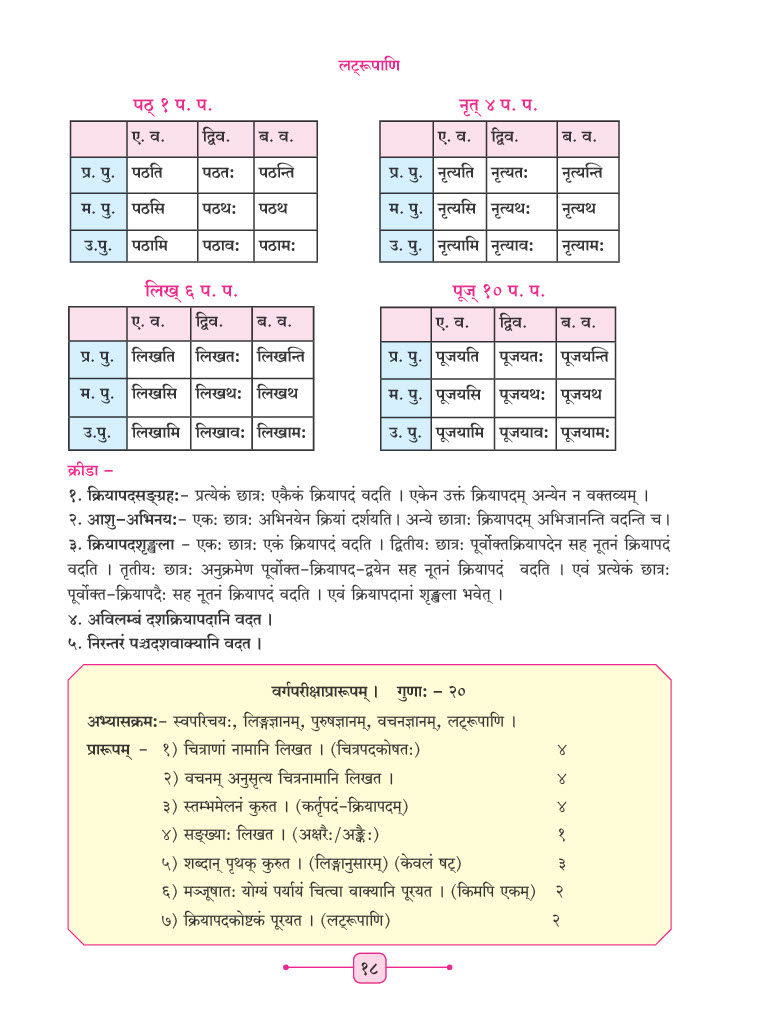 लट्‌रूपाणि
पठ् १ प. प.
ए. व. द्विव. ब. व.
प्र. पु. पठति पठत: पठन्ति
म. पु. पठसि पठथ: पठथ
उ.पु. पठामि पठाव: पठाम:
नृत् ४ प. प.
ए. व. द्विव. ब. व.
प्र. पु. नृत्यति नृत्यत: नृत्यन्ति
म. पु. नृत्यसि नृत्यथ: नृत्यथ
उ. पु. नृत्यामि नृत्याव: नृत्याम:
लिख् ६ प. प.
ए. व. द्विव. ब. व.
प्र. पु. लिखति लिखत: लिखन्ति
म. पु. लिखसि लिखथ: लिखथ
उ.पु. लिखामि लिखाव: लिखाम:
पूज् १० प. प.
ए. व. द्विव. ब. व.
प्र. पु. पूजयति पूजयत: पूजयन्ति
म. पु. पूजयसि पूजयथ: पूजयथ
उ. पु. पूजयामि पूजयाव: पूजयाम:
क्रीडा –
१. क्रियापदसङ्ग्रह:- प्रत्येकं छात्र: एकैकं क्रियापदं वदति । एकेन उक्तं क्रियापदम् अन्येन न वक्तव्यम् ।
२. आशु–अभिनय:- एक: छात्र: अभिनयेन क्रियां दर्शयति। अन्ये छात्रा: क्रियापदम् अभिजानन्ति वदन्ति च।
३. क्रियापदशृङ्खला – एक: छात्र: एकं क्रियापदं वदति । द्वितीय: छात्र: पूर्वोक्तक्रियापदेन सह नूतनं क्रियापदं
वदति । तृतीय: छात्र: अनुक्रमेण पूर्वोक्त–क्रियापद–द्वयेन सह नूतनं क्रियापदं वदति । एवं प्रत्येकं छात्र:
पूर्वोक्त–क्रियापदै: सह नूतनं क्रियापदं वदति । एवं क्रियापदानां शृङ्खला भवेत् ।
४. अविलम्बं दशक्रियापदानि वदत ।
५. निरन्तरं पञ्चदशवाक्यानि वदत ।
वर्गपरीक्षाप्रारूपम् । गुणा: – २०
अभ्यासक्रम:- स्वपरिचय:, लिङ्गज्ञानम्, पुरुषज्ञानम्, वचनज्ञानम्, लट्‌रूपाणि ।
प्रारूपम् – १) चित्राणां नामानि लिखत । (चित्रपदकोषत:) ४
२) वचनम् अनुसृत्य चित्रनामानि लिखत । ४
३) स्तम्भमेलनं कुरुत । (कर्तृपदं–क्रियापदम्) ४
४) सङ्ख्या: लिखत । (अक्षरै:/अङ्कै:) १
५) शब्दान् पृथक् कुरुत । (लिङ्गानुसारम्) (केवलं षट्) ३
६) मञ्जूषात: योग्यं पर्यायं चित्वा वाक्यानि पूरयत । (किमपि एकम्) २
७) क्रियापदकोष्टकं पूरयत । (लट्‌रूपाणि) २
१८